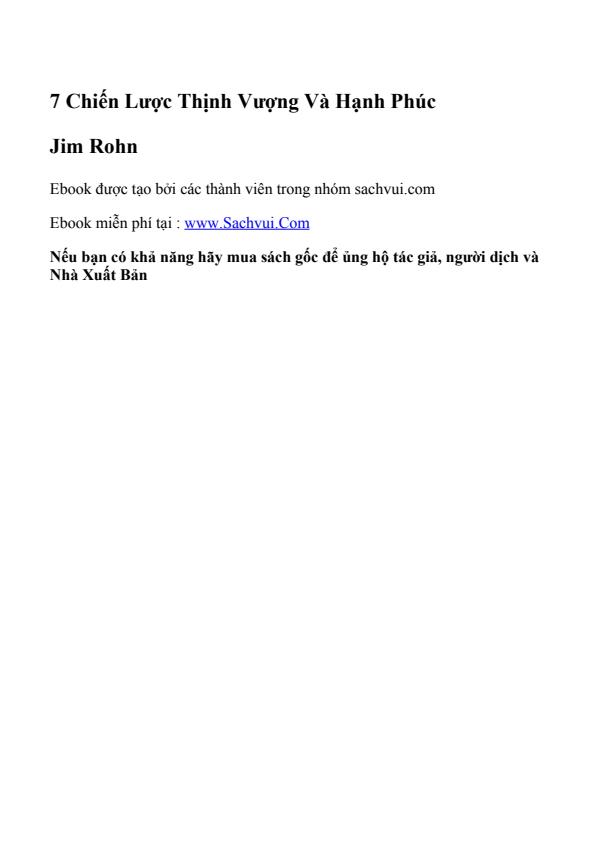 7 Chiến Lược Thịnh Vượng Và Hạnh Phúc
Jim Rohn
Ebook được tạo bởi các thành viên trong nhóm sachvui.com
Ebook miễn phí tại : www.Sachvui.Com
Nếu bạn có khả năng hãy mua sách gốc để ủng hộ tác giả, người dịch và
Nhà Xuất Bản